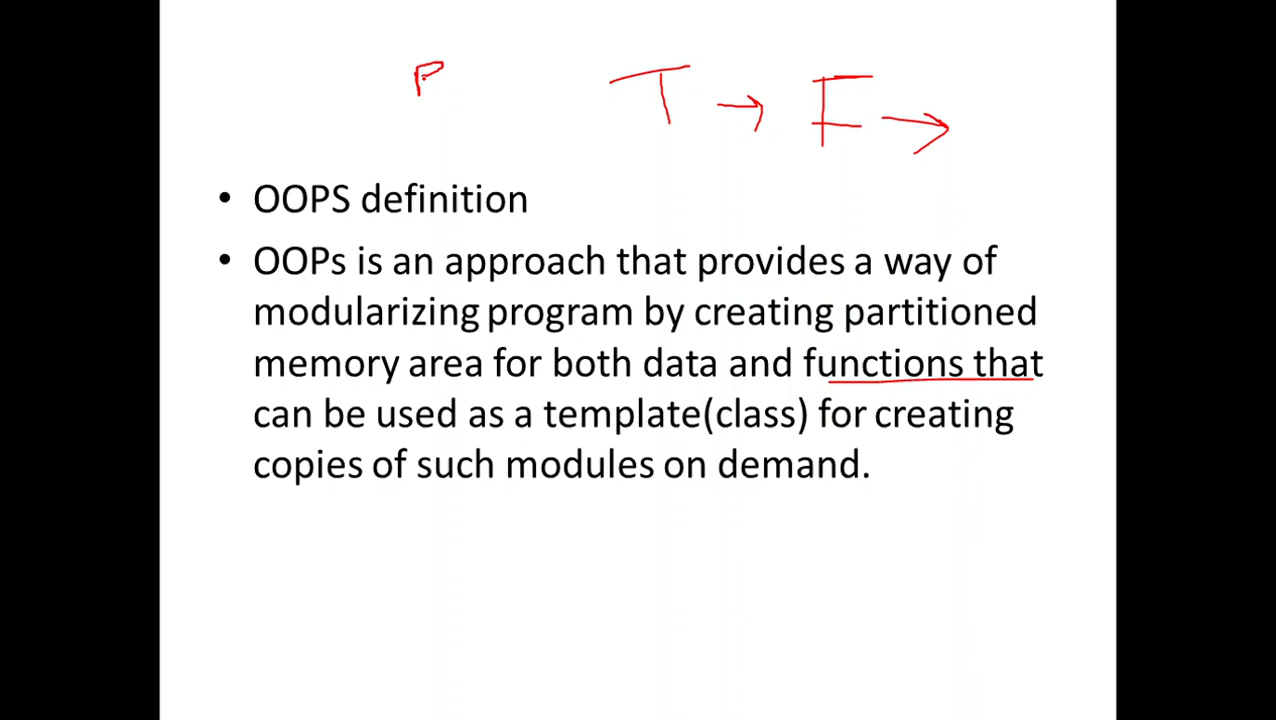 P T → F →
• OOPS definition
• OOPs is an approach that provides a way of
modularizing program by creating partitioned
memory area for both data and functions that
can be used as a template(class) for creating
copies of such modules on demand.